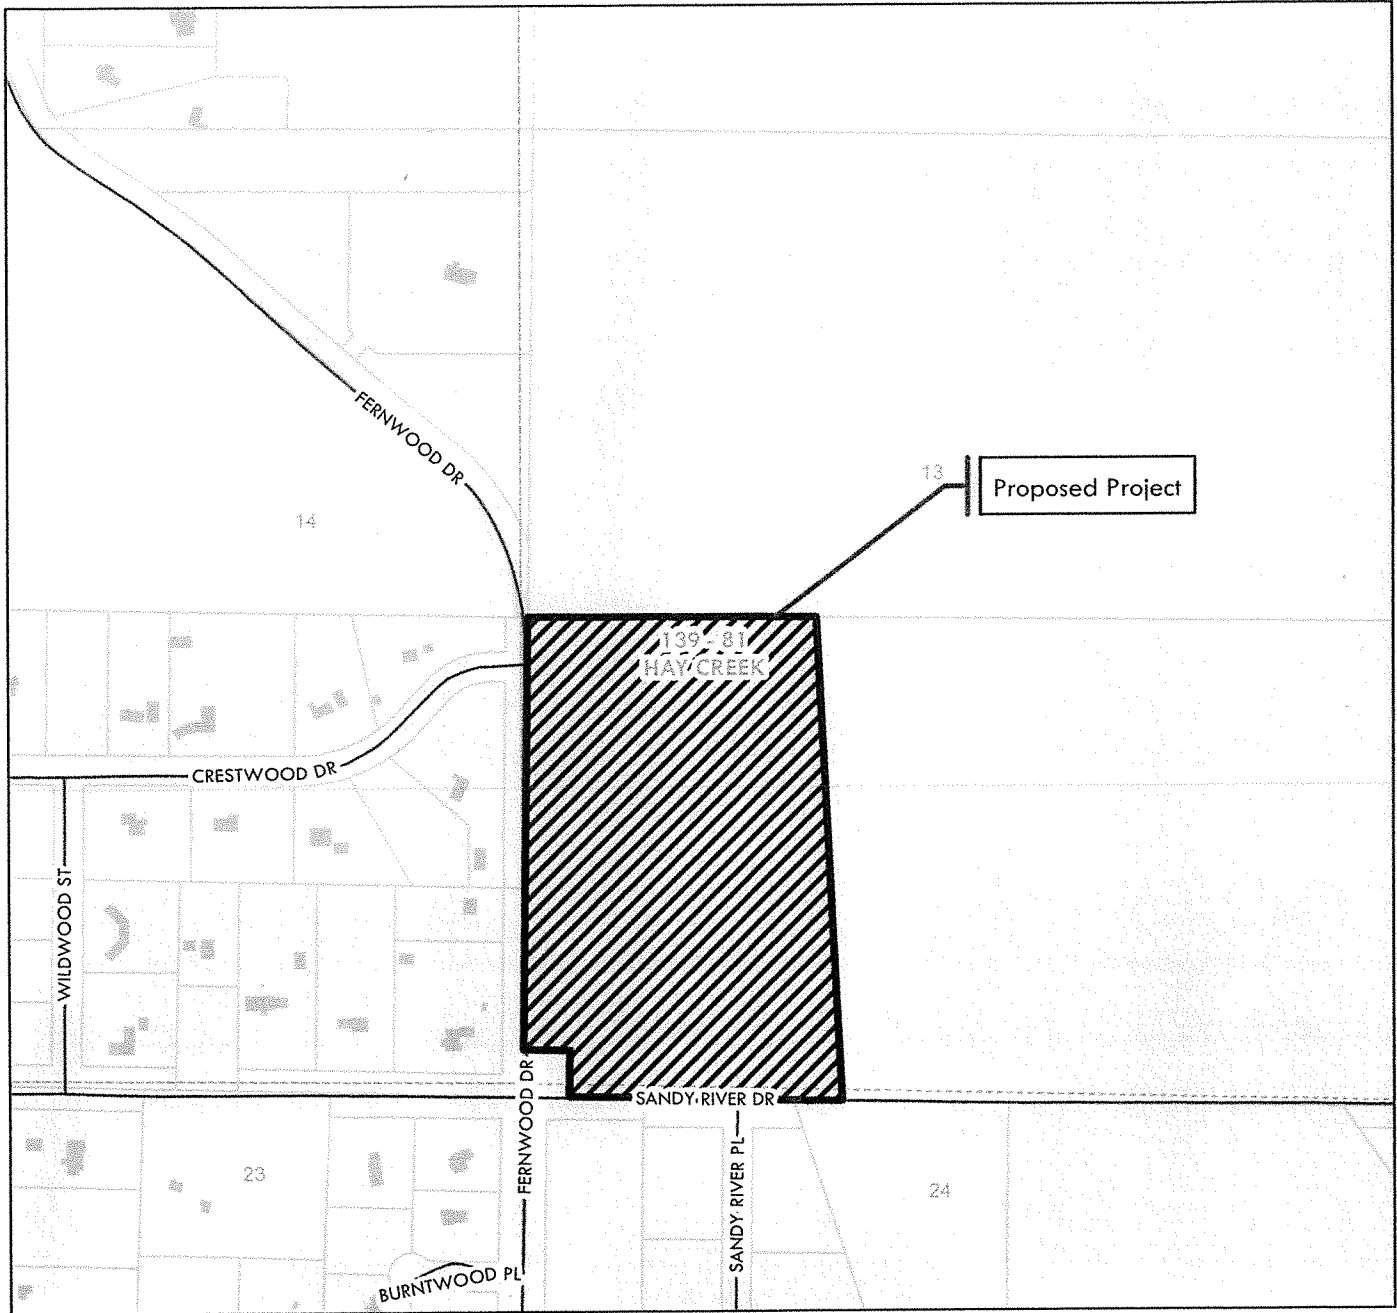 FERNWOOD DR
13
Proposed Project
14
139 - 81
HAY CREEK
CRESTWOOD DR
WILDWOOD ST
SANDY RIVER DR
FERNWOOD DR
SANDY RIVER PL
23
24
BURNTWOOD PL